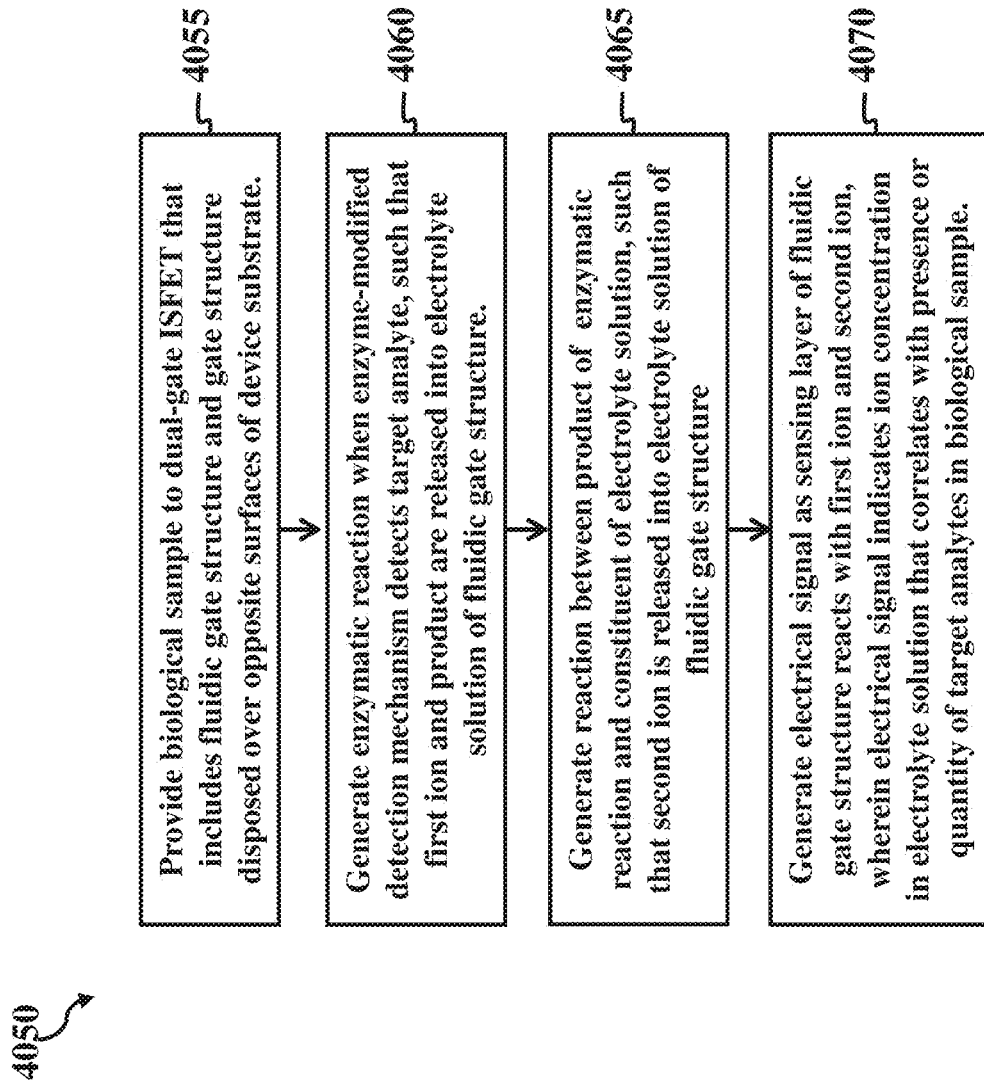 4050
Provide biological sample to dual-gate ISFET that
includes fluidic gate structure and gate structure
disposed over opposite surfaces of device substrate.
4055
Generate enzymatic reaction when enzyme-modified
detection mechanism detects target analyte, such that
first ion and product are released into electrolyte
solution of fluidic gate structure.
4060
Generate reaction between product of enzymatic
reaction and constituent of electrolyte solution, such
that second ion is released into electrolyte solution of
fluidic gate structure
4065
Generate electrical signal as sensing layer of fluidic
gate structure reacts with first ion and second ion,
wherein electrical signal indicates ion concentration
in electrolyte solution that correlates with presence or
quantity of target analytes in biological sample.
4070